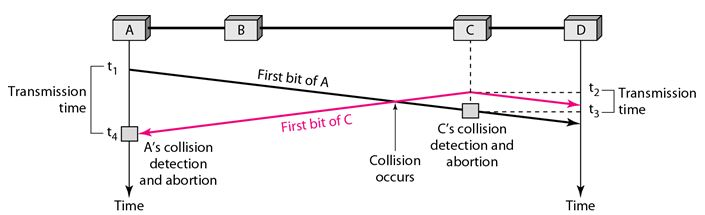 A
B
C
D
t1
First bit of A
t2
Transmission
time
Transmission
time
t3
First bit of C
t4
A's collision
detection
and abortion
Collision
occurs
C's collision
detection and
abortion
Time
Time